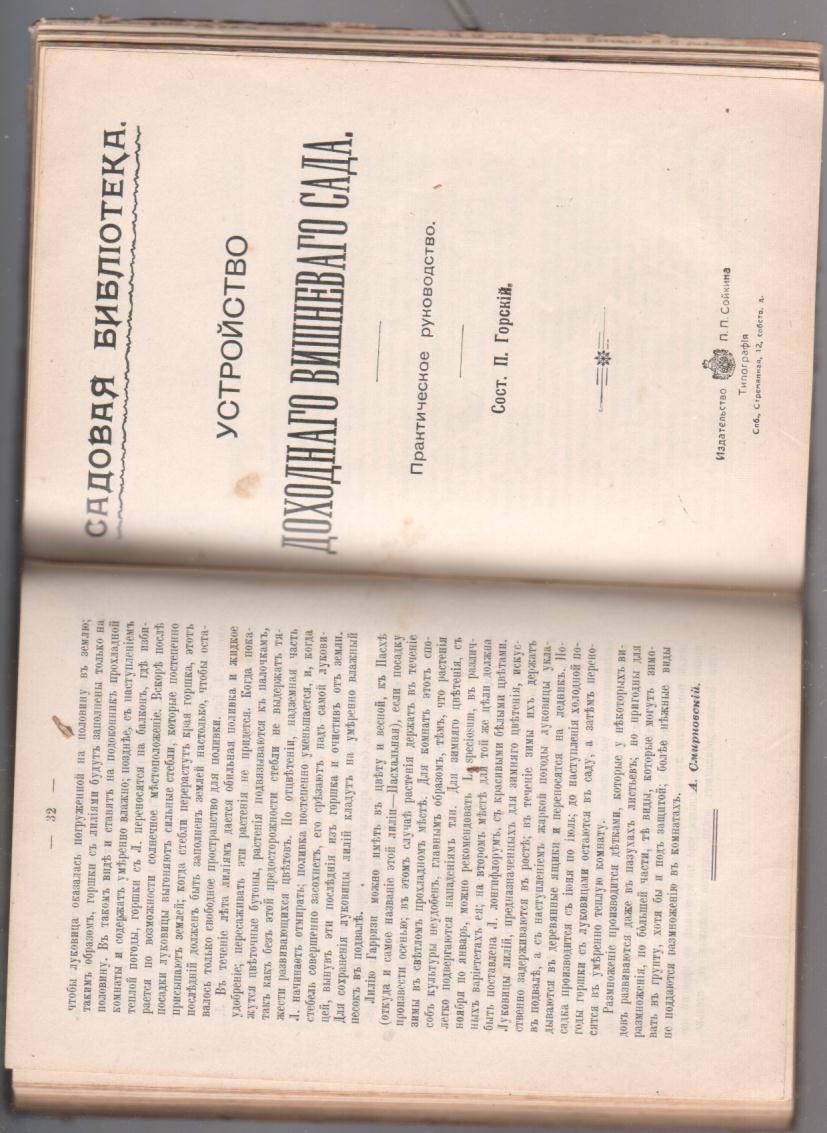 — 32 —
чтобы луковица оказалась погруженной на половину въ землю;
такимъ образомъ, горшки съ лиліями будутъ заполнены только на
половину. Въ такомъ видѣ и ставятъ на подоконникъ прохладной
комнаты и содержатъ умѣренно влажно; позднѣе, съ наступленіемъ
теплой погоды, горшки съ Л. переносятся на балконъ, гдѣ изби-
рается по возможности солнечное мѣстоположеніе. Вскорѣ послѣ
посадки луковицы выгоняютъ сильные стебли, которые постепенно
присыпаютъ землей; когда стебли перерастутъ края горшка, этотъ
послѣдній долженъ быть заполненъ землей настолько, чтобы оста-
валось только свободное пространство для поливки.
Въ теченіе лѣта лиліямъ дается обильная поливка и жидкое
удобреніе; пересаживать эти растенія не придется. Когда пока-
жутся цвѣточные бутоны, растенія подвязываются къ палочкамъ,
такъ какъ безъ этой предосторожности стебли не выдержатъ тя-
жести развивающихся цвѣтовъ. По отцвѣтеніи, надземная часть
Л. начинаетъ отмирать; поливка постепенно уменьшается, и, когда
стебель совершенно засохнетъ, его срѣзаютъ надъ самой лукови-
цей, вынувъ эти послѣднія изъ горшка и очистивъ отъ земли.
Для сохраненія луковицы лилій кладутъ на умѣренно влажный
песокъ въ подвалѣ.
Лилію Гарризи можно имѣть въ цвѣту и весной, къ Пасхѣ
(откуда и самое названіе этой лиліи—Пасхальная), если посадку
произвести осенью; въ этомъ случаѣ растенія держатъ въ теченіе
зимы въ свѣтломъ прохладномъ мѣстѣ. Для комнатъ этотъ спо-
собъ культуры неудобенъ, главнымъ образомъ, тѣмъ, что растенія
легко подвергаются нападеніямъ тли. Для зимняго цвѣтенія, съ
ноября по январь, можно рекомендовать L. speciosum, въ различ-
ныхъ варіететахъ ея; на второмъ мѣстѣ для той же цѣли должна
быть поставлена Л. лонгифлорумъ, съ красивыми бѣлыми цвѣтами.
Луковицы лилій, предназначенныхъ для зимняго цвѣтенія, искус-
ственно задерживаются въ ростѣ; въ теченіе зимы ихъ держатъ
въ подвалѣ, а съ наступленіемъ жаркой погоды луковицы укла-
дываются въ деревянные ящики и переносятся на ледникъ. По-
садка производится съ іюня по іюль; до наступленія холодной по-
годы горшки съ луковицами остаются въ саду, а затѣмъ перено-
сятся въ умѣренно теплую комнату.
Размноженіе производится дѣтками, которые у нѣкоторыхъ ви-
довъ развиваются даже въ пазухахъ листьевъ; но пригодны для
размноженія, по большей части, тѣ виды, которые могутъ зимо-
вать въ грунту, хотя бы и подъ защитой; болѣе нѣжные виды
не поддаются размноженію въ комнатахъ.
А. Смирновскій.
САДОВАЯ БИБЛІОТЕКА.
УСТРОЙСТВО
ДОХОДНАГО ВИШНЕВАГО САДА.
Практическое руководство.
Сост. П. Горскій.
Издательство П. П. Сойкина
Типографія
Спб., Стремянная, 12, собств. д.